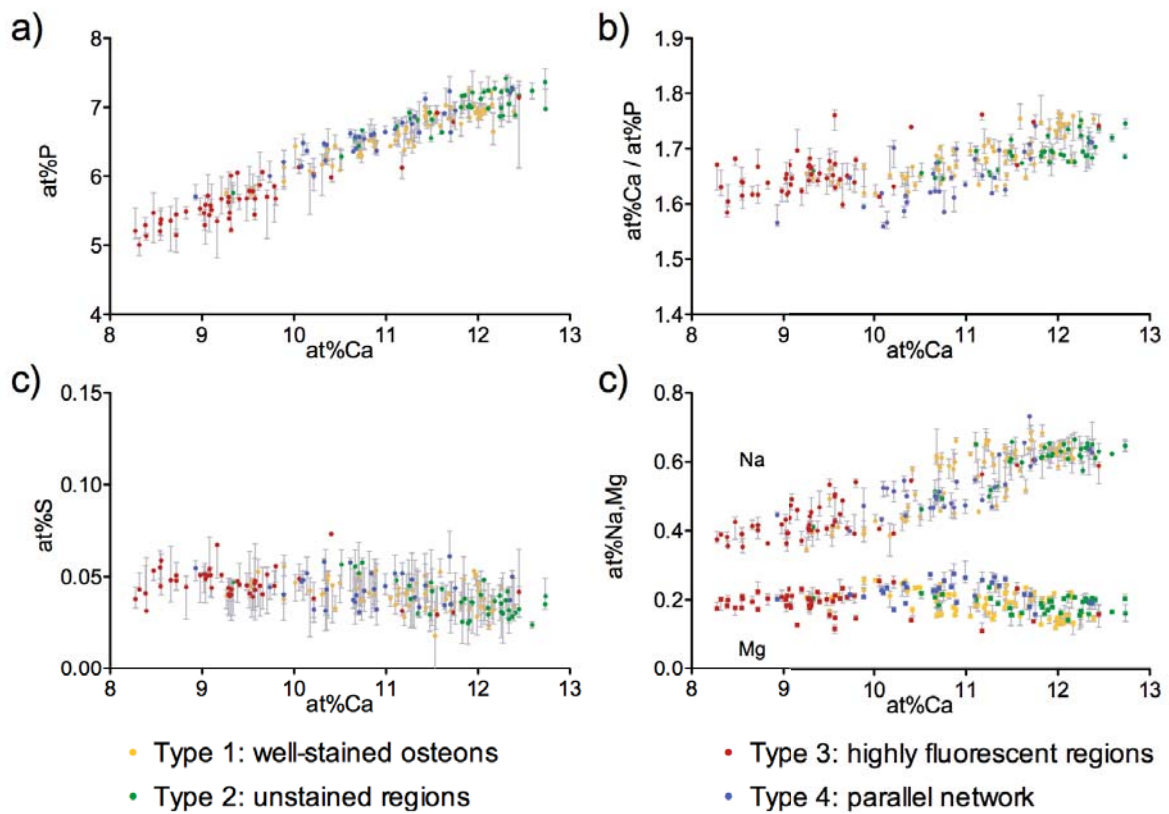 a)
8
7
6
5
4
at%P
8 9 10 11 12 13
at%Ca
b)
1.9
1.8
1.7
1.6
1.5
1.4
at%Ca / at%P
8 9 10 11 12 13
at%Ca
c)
0.15
0.10
0.05
0.00
at%S
8 9 10 11 12 13
at%Ca
c)
0.8
0.6
0.4
0.2
0.0
at%Na,Mg
Na
Mg
8 9 10 11 12 13
at%Ca
Type 1: well-stained osteons
Type 2: unstained regions
Type 3: highly fluorescent regions
Type 4: parallel network